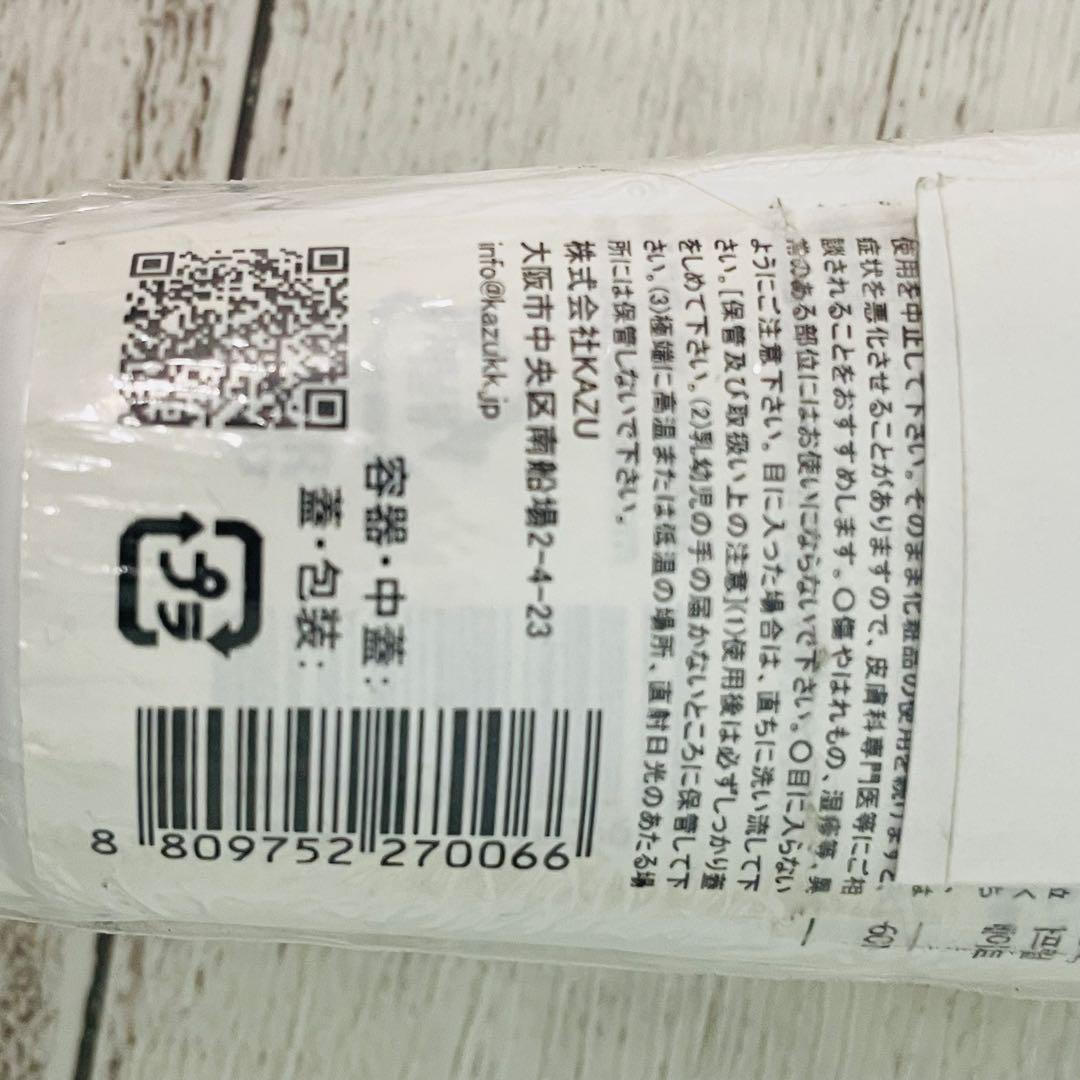 使用を中止して下さい。そのまま化粧品の使用を続けますと、
症状を悪化させることがありますので、皮膚科専門医等にご相
談されることをおすすめします。〇傷やはれもの、湿疹等、異
常のある部位にはお使いにならないで下さい。〇目に入らない
ようにご注意下さい。目に入った場合は、直ちに洗い流して下
さい。[保管及び取扱い上の注意](1)使用後は必ずしっかり蓋
をしめて下さい。(2)乳幼児の手の届かないところに保管して下
さい。(3)極端に高温または低温の場所、直射日光のあたる場
所には保管しないで下さい。
株式会社KAZU
大阪市中央区南船場2-4-23
info@kazukk.jp
容器・中蓋:
蓋・包装:
プラ
8 809752 270066